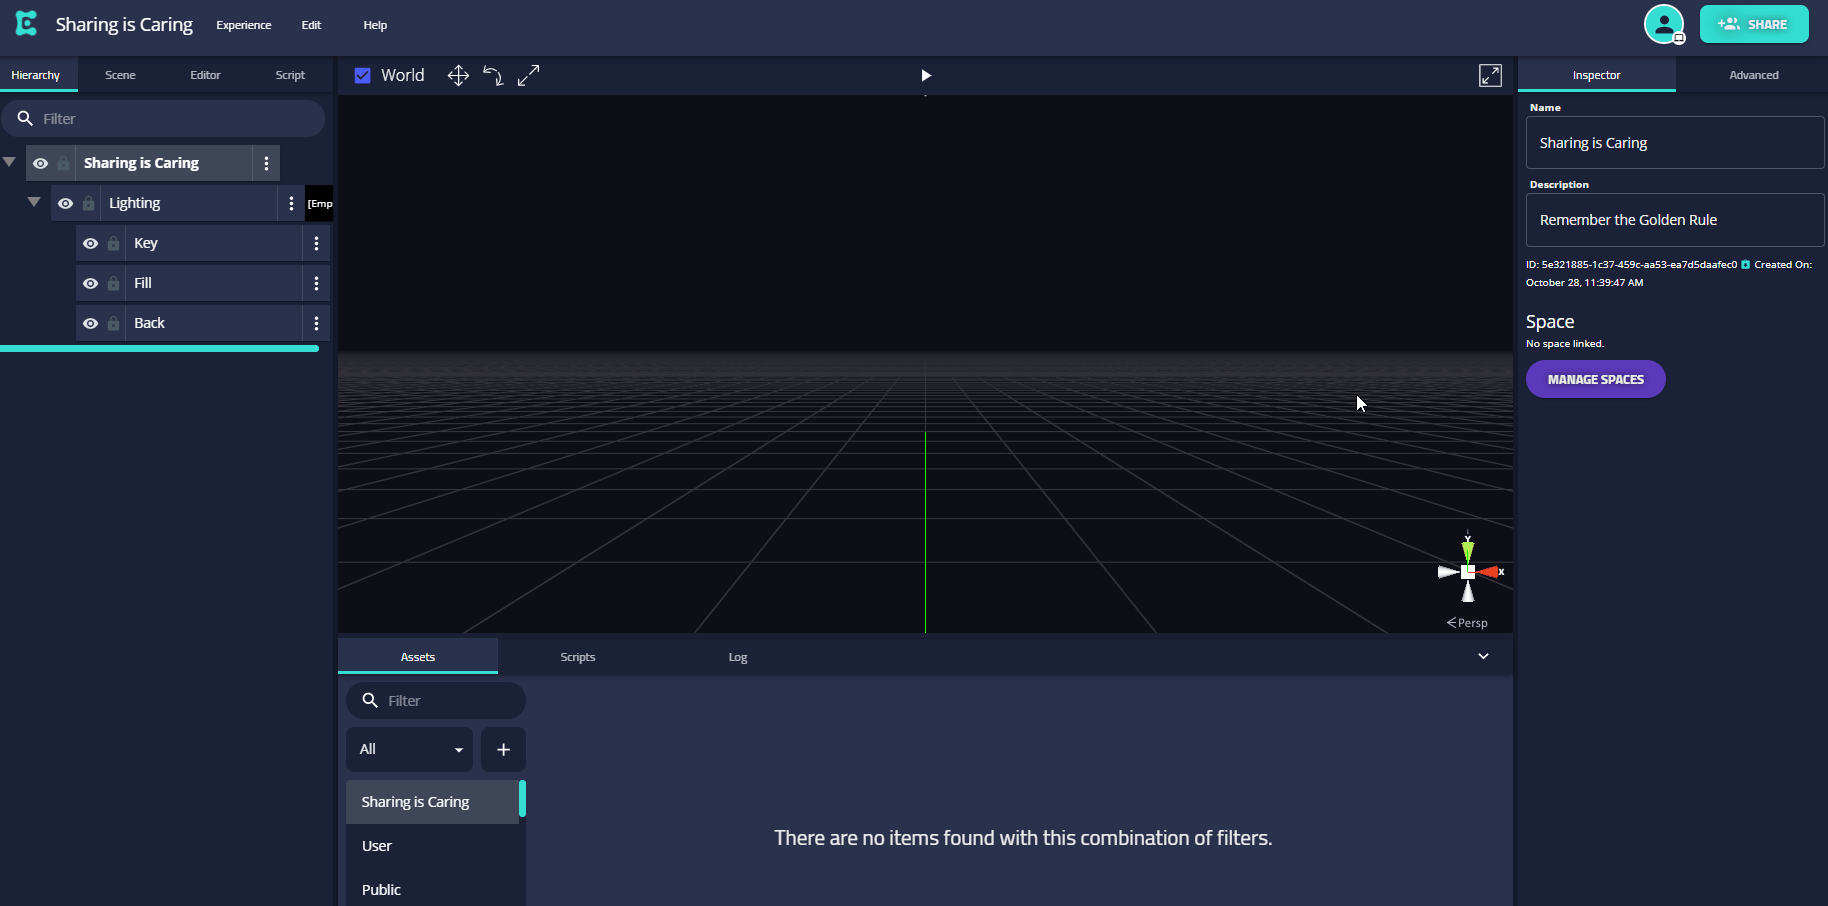 Sharing is Caring
Experience
Edit
Help
SHARE
Hierarchy
Scene
Editor
Script
World
Inspector
Advanced
Filter
Sharing is Caring
Lighting
[Emp
Key
Fill
Back
Y
X
Persp
Name
Sharing is Caring
Description
Remember the Golden Rule
ID: 5e321885-1c37-459c-aa53-ea7d5daafec0 Created On:
October 28, 11:39:47 AM
Space
No space linked.
MANAGE SPACES
Assets
Scripts
Log
Filter
All
Sharing is Caring
User
Public
There are no items found with this combination of filters.